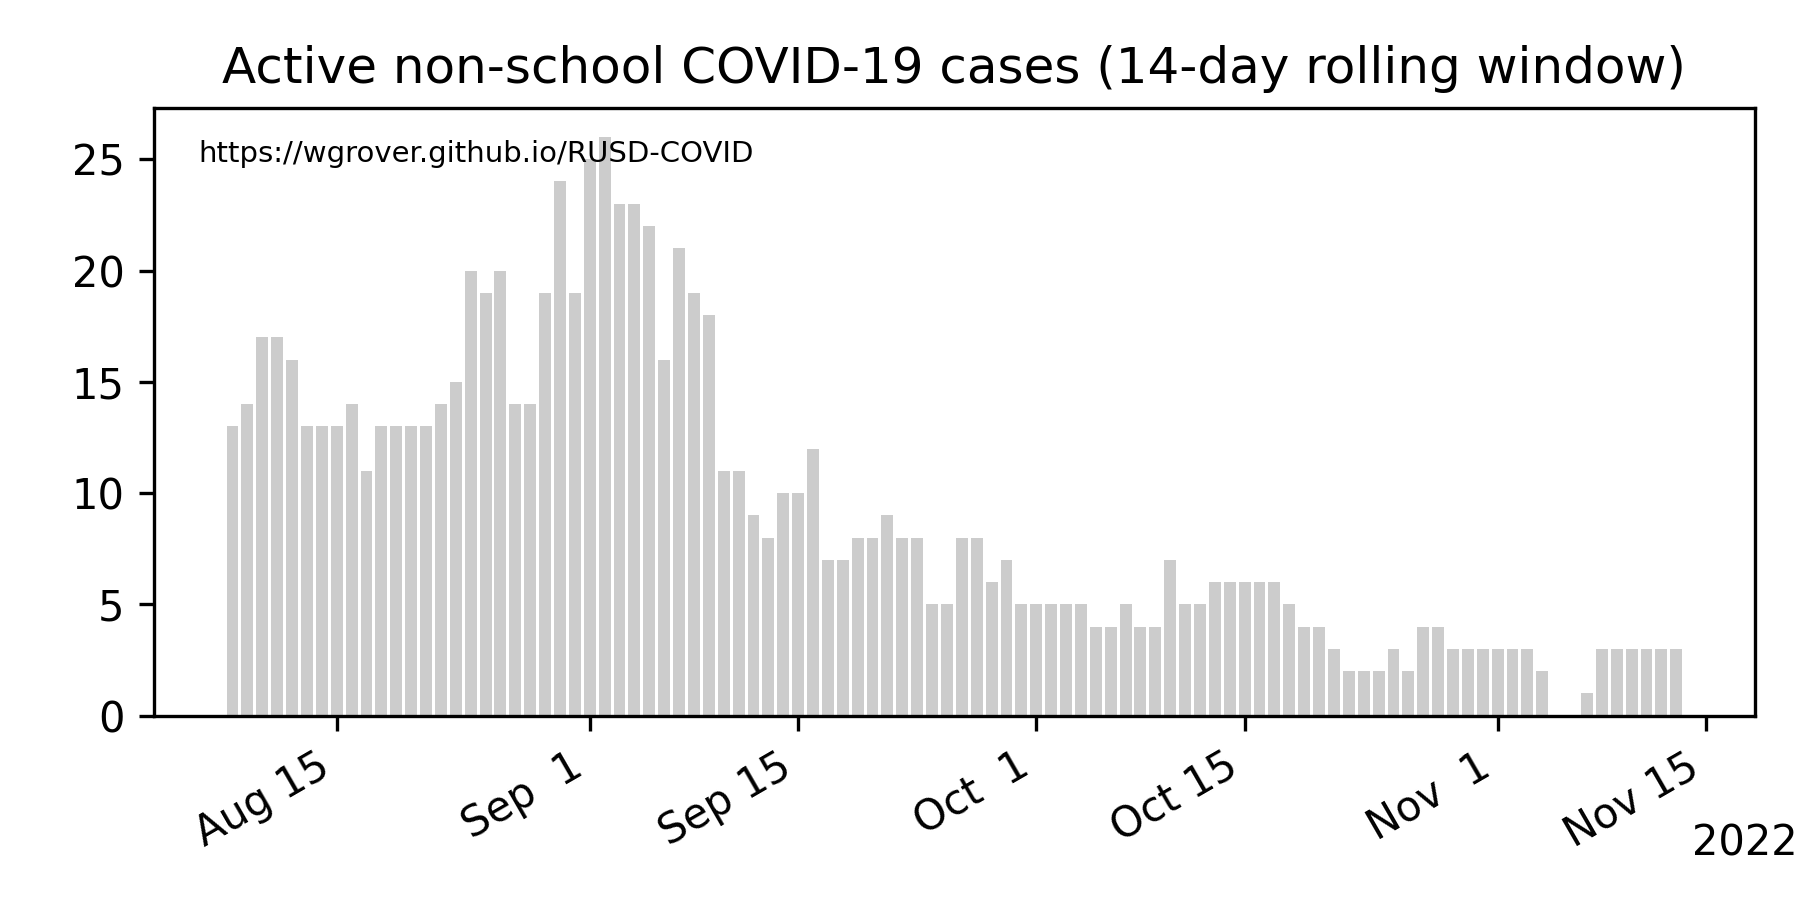 Active non-school COVID-19 cases (14-day rolling window)
https://wgrover.github.io/RUSD-COVID
25
20
15
10
5
0
Aug 15
Sep 1
Sep 15
Oct 1
Oct 15
Nov 1
Nov 15
2022